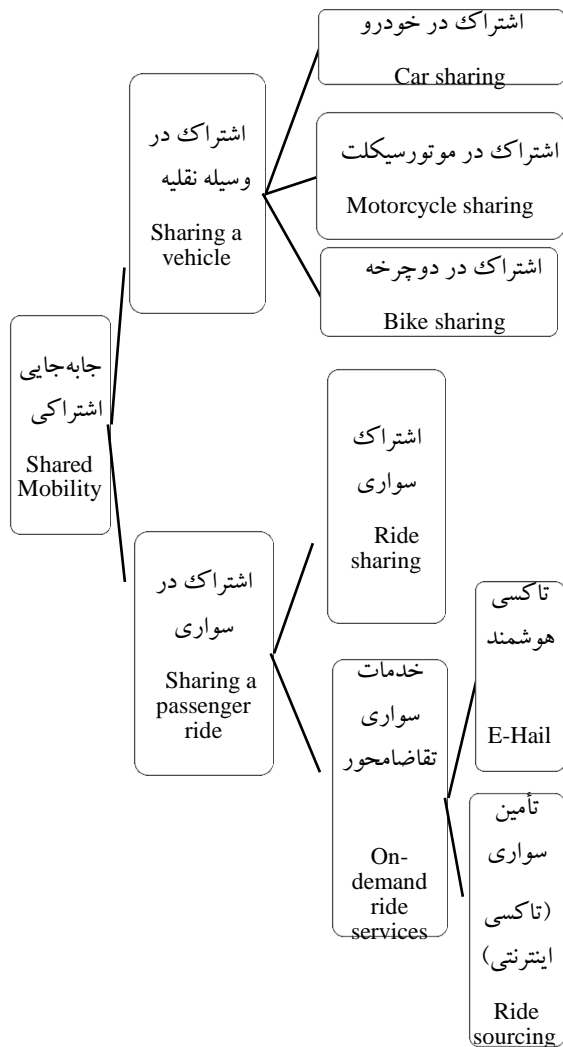 جابه‌جایی
اشتراکی
Shared
Mobility
اشتراک در
وسیله نقلیه
Sharing a
vehicle
اشتراک در خودرو
Car sharing
اشتراک در موتورسیکلت
Motorcycle sharing
اشتراک در دوچرخه
Bike sharing
اشتراک در
سواری
Sharing a
passenger
ride
اشتراک
سواری
Ride
sharing
خدمات
سواری
تقاضامحور
On-
demand
ride
services
تاکسی
هوشمند
E-Hail
تأمین
سواری
(تاکسی
اینترنتی)
Ride
sourcing